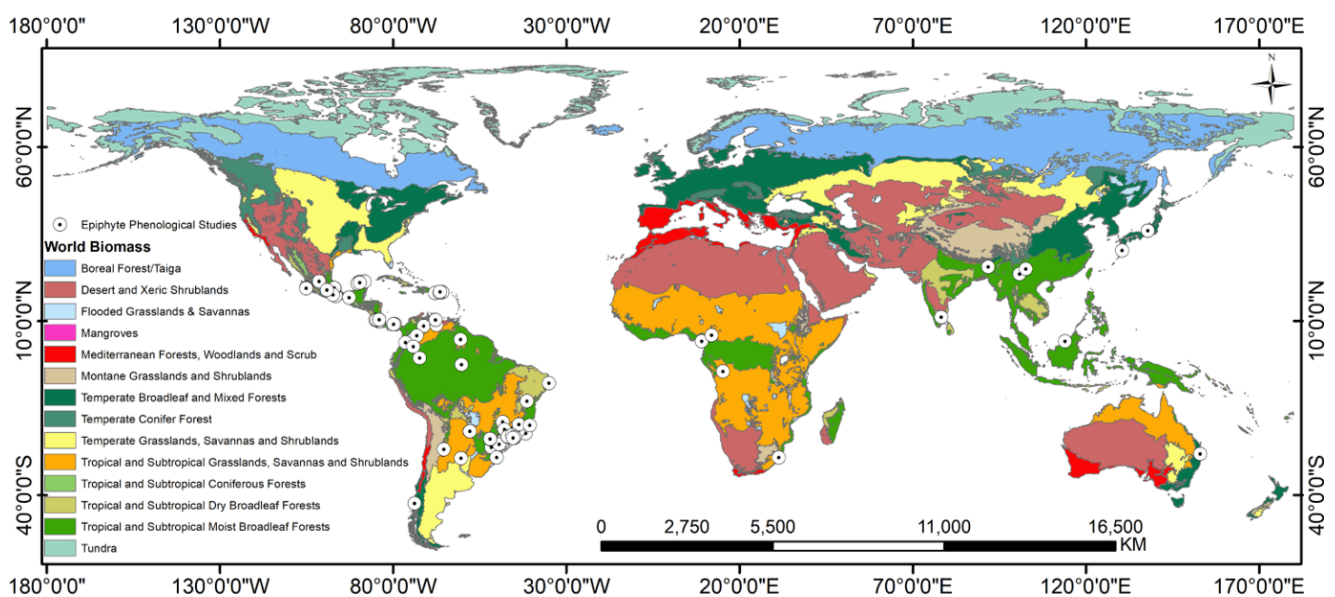 180°0'0" 130°0'0"W 80°0'0"W 30°0'0"W 20°0'0"E 70°0'0"E 120°0'0"E 170°0'0"E
N
60°0'0"N 60°0'0"N
Epiphyte Phenological Studies
World Biomass
Boreal Forest/Taiga
Desert and Xeric Shrublands
Flooded Grasslands & Savannas
10°0'0"N 10°0'0"N
Mangroves
Mediterranean Forests, Woodlands and Scrub
Montane Grasslands and Shrublands
Temperate Broadleaf and Mixed Forests
Temperate Conifer Forest
Temperate Grasslands, Savannas and Shrublands
Tropical and Subtropical Grasslands, Savannas and Shrublands
Tropical and Subtropical Coniferous Forests
40°0'0"S 40°0'0"S
Tropical and Subtropical Dry Broadleaf Forests
Tropical and Subtropical Moist Broadleaf Forests
Tundra
0 2,750 5,500 11,000 16,500
KM
180°0'0" 130°0'0"W 80°0'0"W 30°0'0"W 20°0'0"E 70°0'0"E 120°0'0"E 170°0'0"E